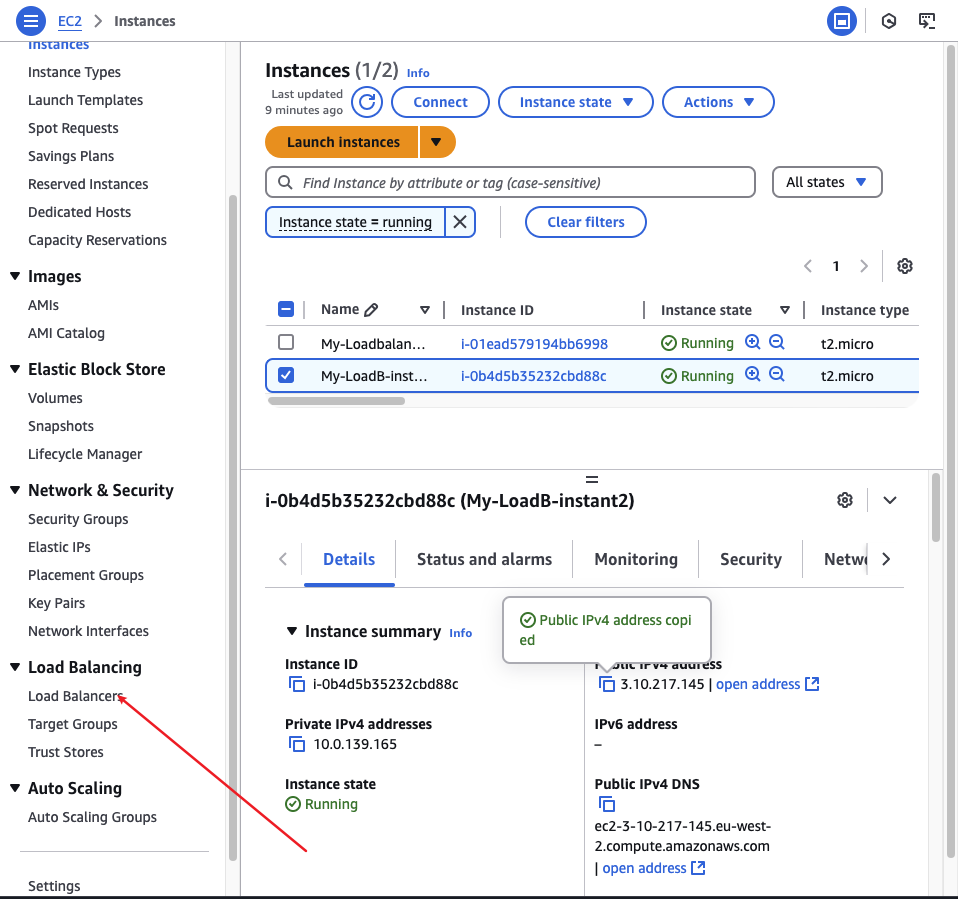 EC2 > Instances
Instances
Instance Types
Launch Templates
Spot Requests
Savings Plans
Reserved Instances
Dedicated Hosts
Capacity Reservations
Images
AMIs
AMI Catalog
Elastic Block Store
Volumes
Snapshots
Lifecycle Manager
Network & Security
Security Groups
Elastic IPs
Placement Groups
Key Pairs
Network Interfaces
Load Balancing
Load Balancers
Target Groups
Trust Stores
Auto Scaling
Auto Scaling Groups
Settings
Instances (1/2) Info
Last updated
9 minutes ago
Connect
Instance state
Actions
Launch instances
Find Instance by attribute or tag (case-sensitive)
All states
Instance state = running
Clear filters
1
Name Instance ID Instance state Instance type
My-Loadbalan... i-01ead579194bb6998 Running t2.micro
My-LoadB-inst... i-0b4d5b35232cbd88c Running t2.micro
i-0b4d5b35232cbd88c (My-LoadB-instant2)
Details Status and alarms Monitoring Security Netw
Public IPv4 address copi
ed
Instance summary Info
Instance ID
i-0b4d5b35232cbd88c
Public IPv4 address
3.10.217.145 | open address
Private IPv4 addresses
10.0.139.165
IPv6 address
–
Instance state
Running
Public IPv4 DNS
ec2-3-10-217-145.eu-west-
2.compute.amazonaws.com
| open address